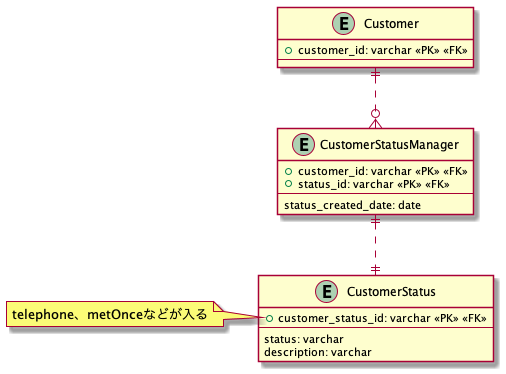 E Customer
customer_id: varchar «PK» «FK»
E CustomerStatusManager
customer_id: varchar «PK» «FK»
status_id: varchar «PK» «FK»
status_created_date: date
E CustomerStatus
telephone、metOnceなどが入る
customer_status_id: varchar «PK» «FK»
status: varchar
description: varchar